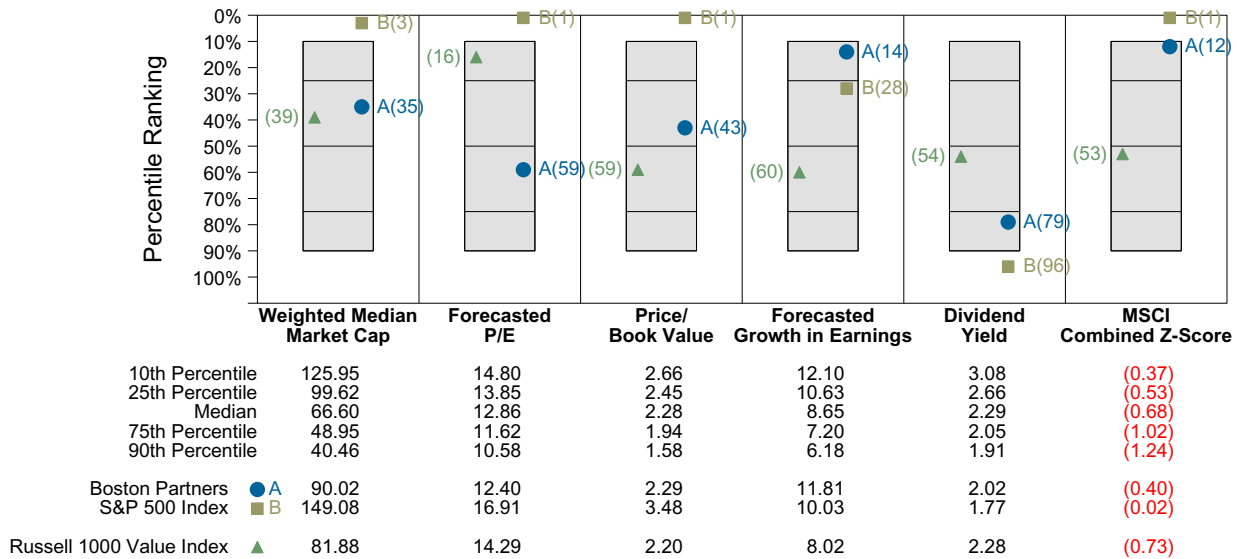 0%
10%
20%
30%
40%
50%
60%
70%
80%
90%
100%
Percentile Ranking
B(3) B(1) B(1) B(1)
A(14) A(12)
(16)
B(28)
(39) A(35)
A(43)
(54) (53)
A(59) (59) (60)
A(79)
B(96)
Weighted Median Forecasted Price/ Forecasted Dividend MSCI
Market Cap P/E Book Value Growth in Earnings Yield Combined Z-Score
10th Percentile 125.95 14.80 2.66 12.10 3.08 (0.37)
25th Percentile 99.62 13.85 2.45 10.63 2.66 (0.53)
Median 66.60 12.86 2.28 8.65 2.29 (0.68)
75th Percentile 48.95 11.62 1.94 7.20 2.05 (1.02)
90th Percentile 40.46 10.58 1.58 6.18 1.91 (1.24)
Boston Partners A 90.02 12.40 2.29 11.81 2.02 (0.40)
S&P 500 Index B 149.08 16.91 3.48 10.03 1.77 (0.02)
Russell 1000 Value Index 81.88 14.29 2.20 8.02 2.28 (0.73)